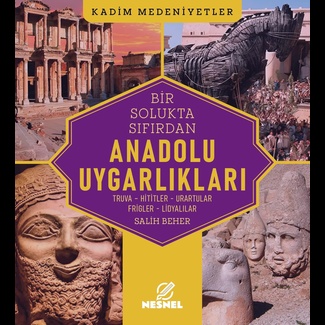 KADİM MEDENİYETLER
BİR
SOLUKTA
SIFIRDAN
ANADOLU
UYGARLIKLARI
TRUVA - HİTİTLER - URARTULAR
FRİGLER - LİDYALILAR
SALİH BEHER
NESNEL